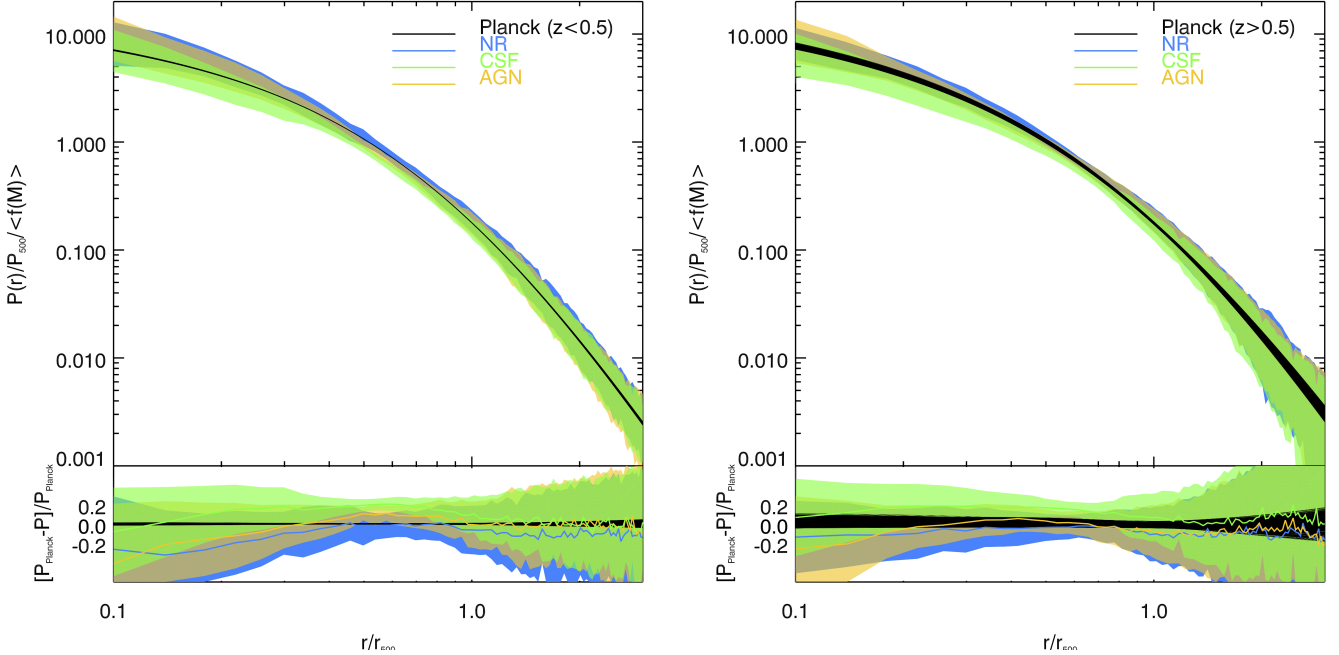 Planck (z<0.5)
NR
CSF
AGN
10.000
1.000
0.100
0.010
0.001
P(r)/P500/<f(M)>
0.2
0.0
-0.2
[PPlanck-P]/PPlanck
0.1
1.0
r/r500
Planck (z>0.5)
NR
CSF
AGN
10.000
1.000
0.100
0.010
0.001
P(r)/P500/<f(M)>
0.2
0.0
-0.2
[PPlanck-P]/PPlanck
0.1
1.0
r/r500